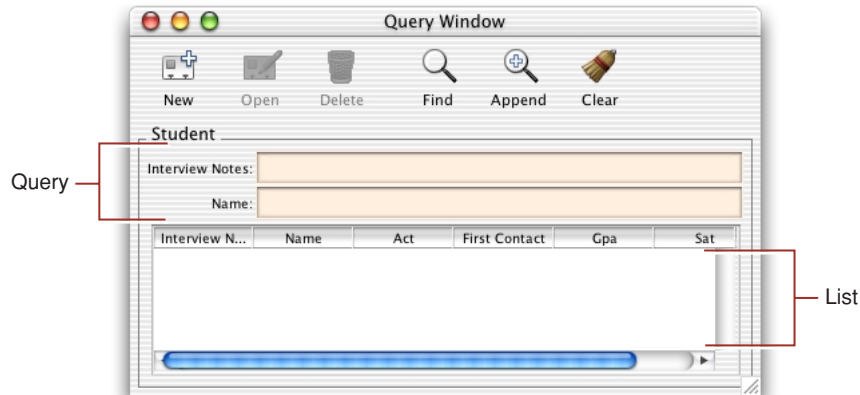 Query Window
New Open Delete Find Append Clear
Student
Query
Interview Notes:
Name:
Interview N... Name Act First Contact Gpa Sat
List